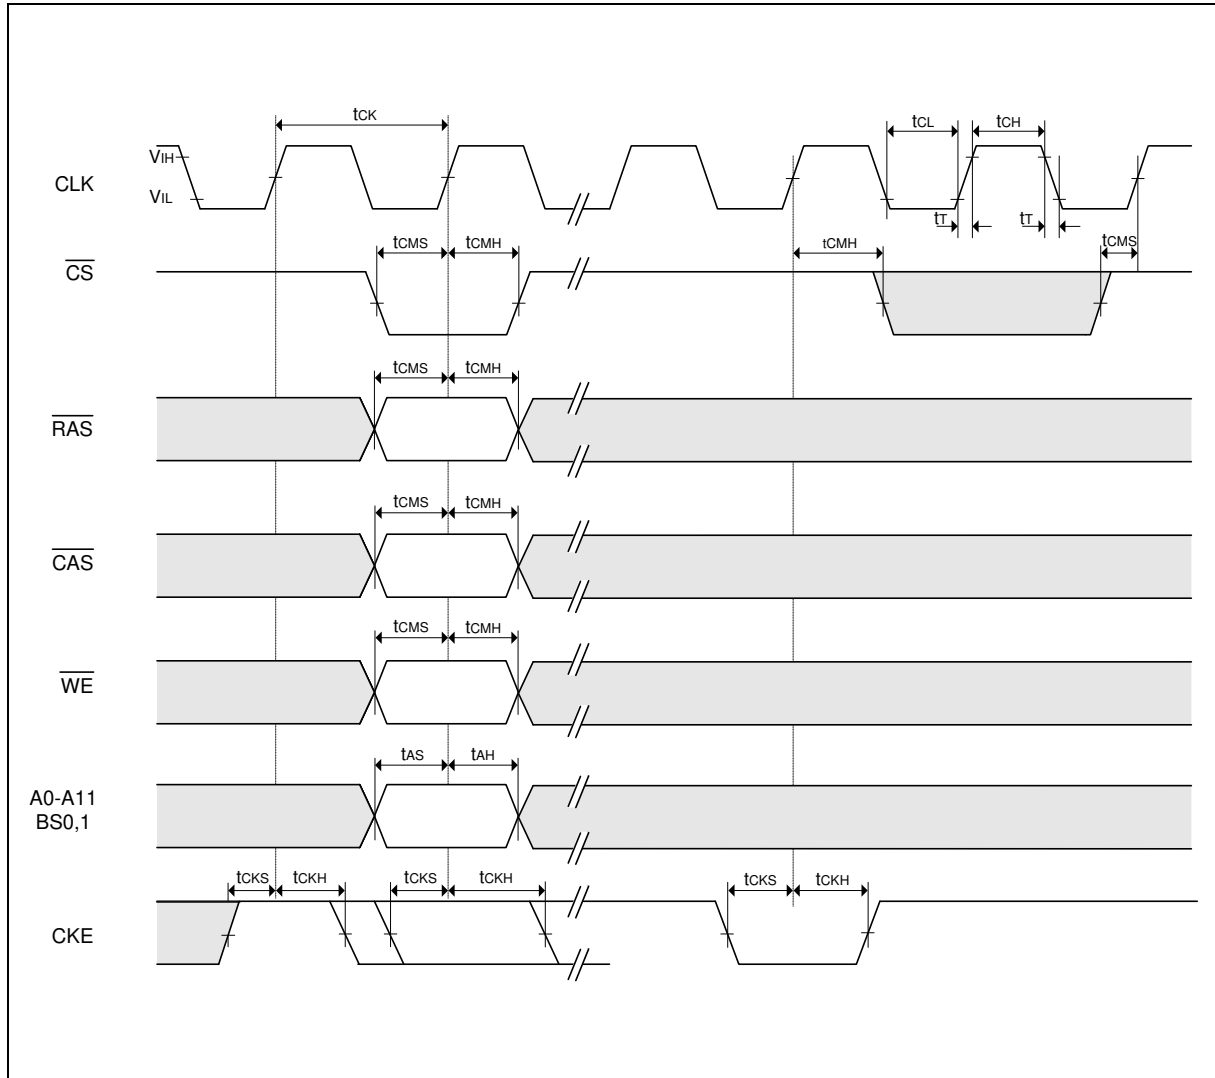 tCK
tCL
tCH
VIH
CLK
VIL
tT
tT
tCMS
tCMH
tCMH
tCMS
CS
tCMS
tCMH
RAS
tCMS
tCMH
CAS
tCMS
tCMH
WE
tAS
tAH
A0-A11
BS0,1
tCKS
tCKH
tCKS
tCKH
tCKS
tCKH
CKE